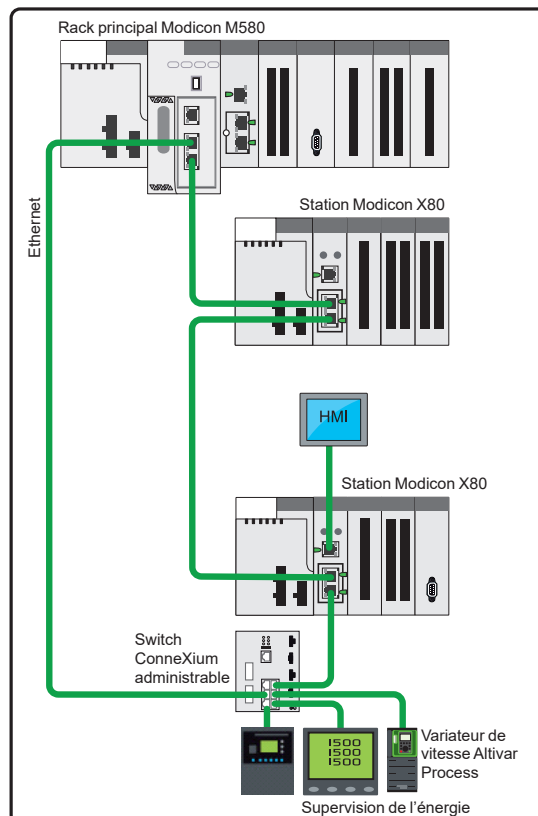 Rack principal Modicon M580
Ethernet
Station Modicon X80
HMI
Station Modicon X80
Switch
ConneXium
administrable
1500
1500
1500
Variateur de
vitesse Altivar
Process
Supervision de l’énergie